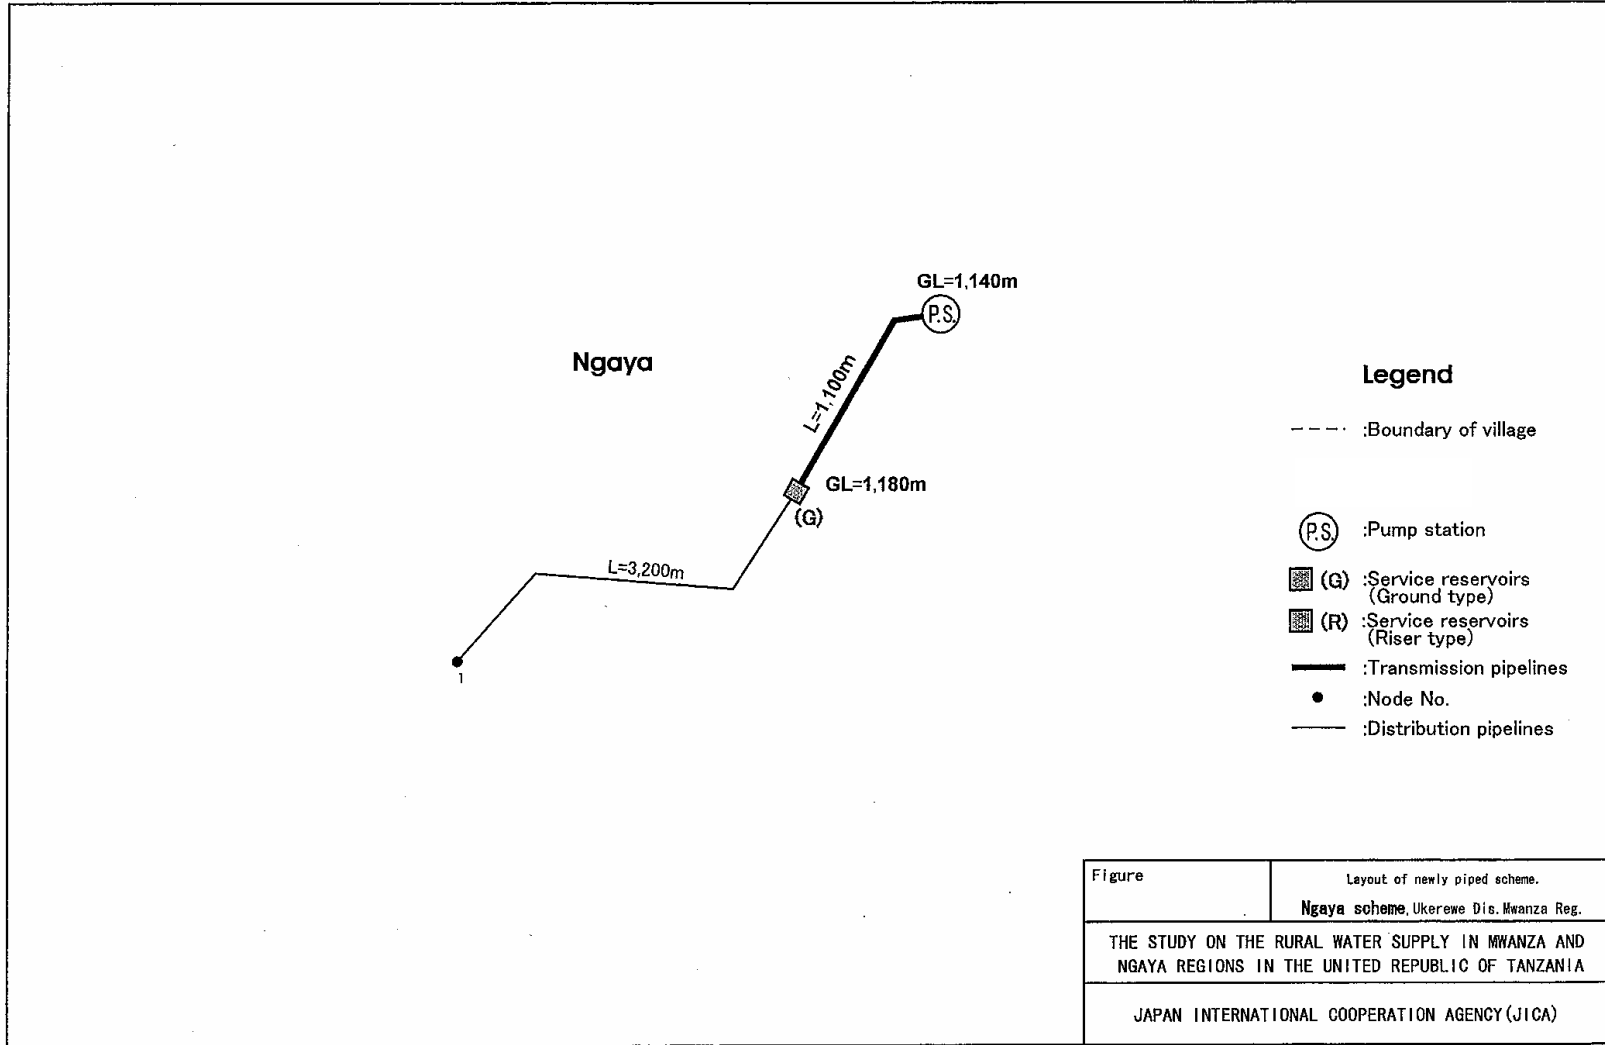 GL=1,140m
P.S.
Ngaya
L=1,100m
GL=1,180m
(G)
L=3,200m
1
Legend
:Boundary of village
P.S. :Pump station
(G) :Service reservoirs
(Ground type)
(R) :Service reservoirs
(Riser type)
:Transmission pipelines
:Node No.
:Distribution pipelines
Figure
Layout of newly piped scheme.
Ngaya scheme, Ukerewe Dis. Mwanza Reg.
THE STUDY ON THE RURAL WATER SUPPLY IN MWANZA AND
NGAYA REGIONS IN THE UNITED REPUBLIC OF TANZANIA
JAPAN INTERNATIONAL COOPERATION AGENCY(JICA)